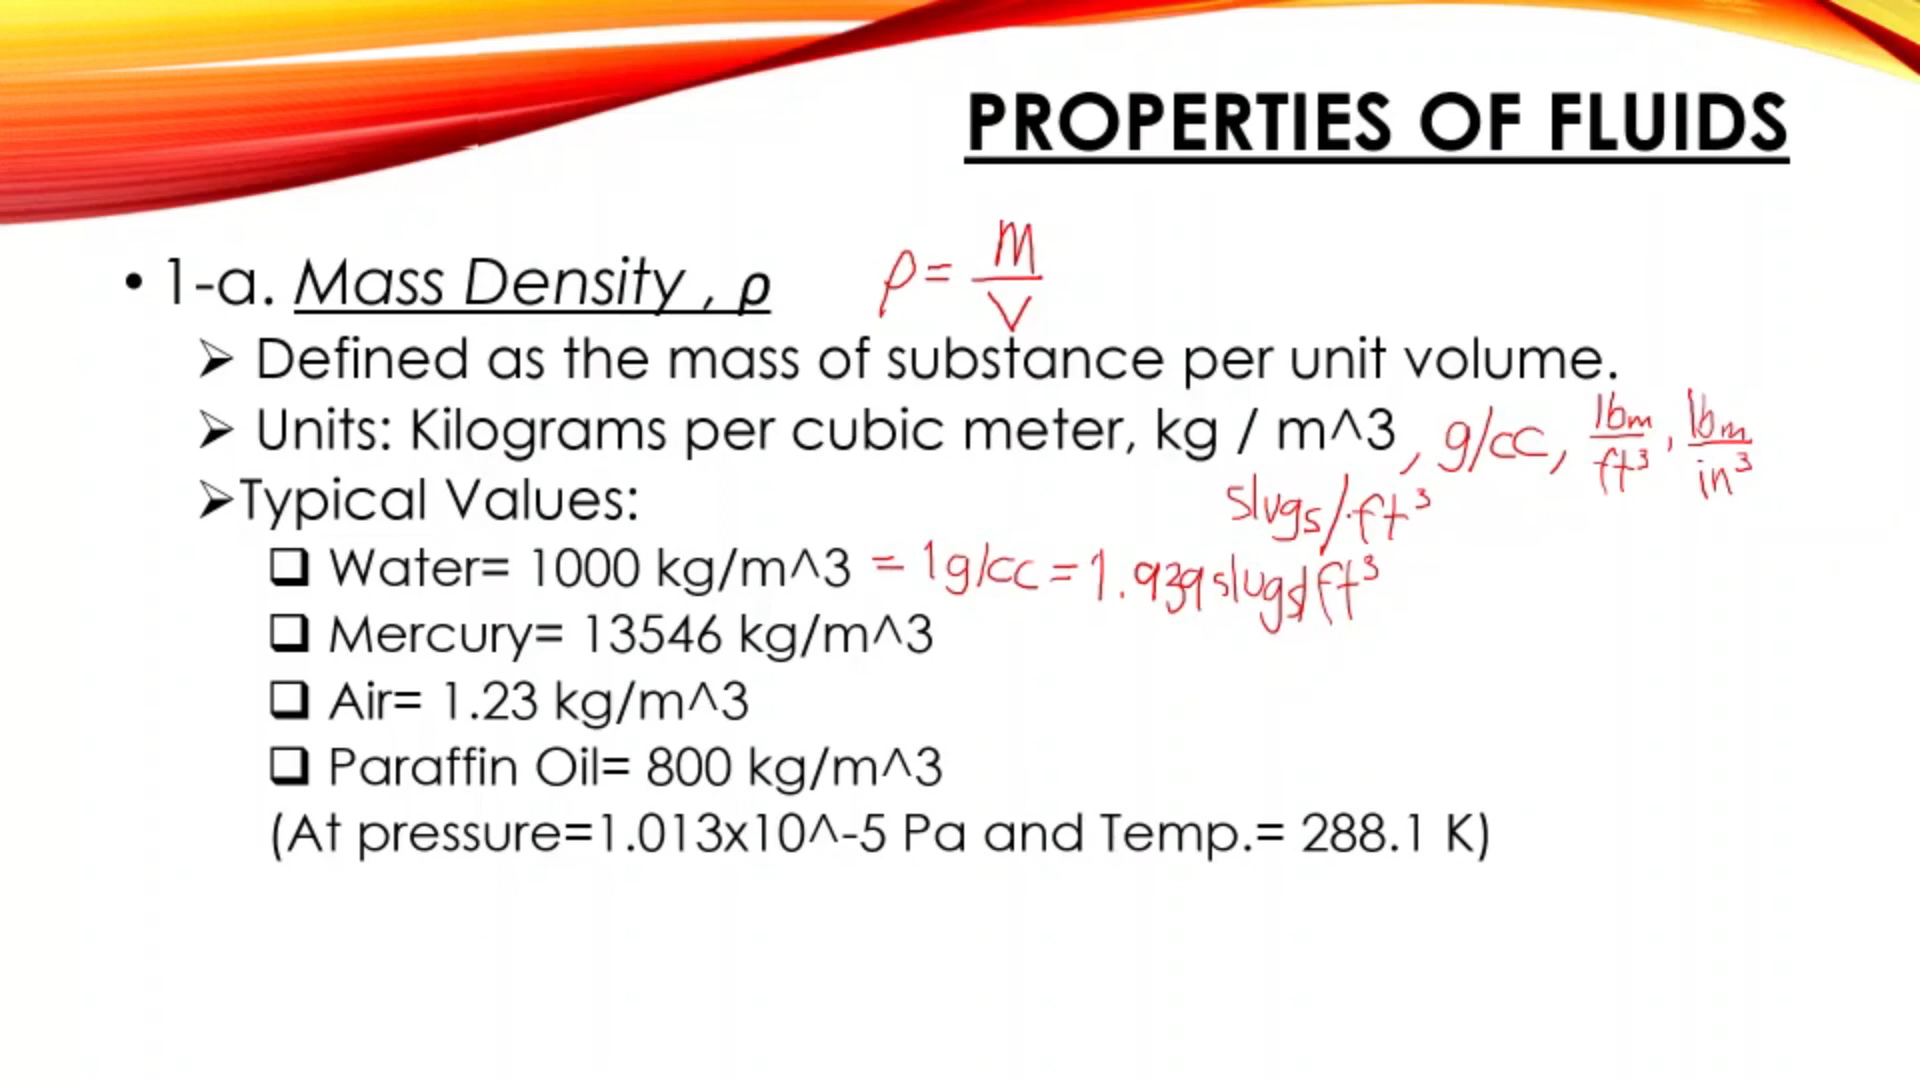 PROPERTIES OF FLUIDS
• 1-a. Mass Density , ρ ρ = m/V
➢ Defined as the mass of substance per unit volume.
➢ Units: Kilograms per cubic meter, kg / m^3 , g/cc, lbm/ft³, lbm/in³
slugs/ft³
➢Typical Values:
❑ Water= 1000 kg/m^3 = 1g/cc = 1.939 slugs/ft³
❑ Mercury= 13546 kg/m^3
❑ Air= 1.23 kg/m^3
❑ Paraffin Oil= 800 kg/m^3
(At pressure=1.013x10^-5 Pa and Temp.= 288.1 K)